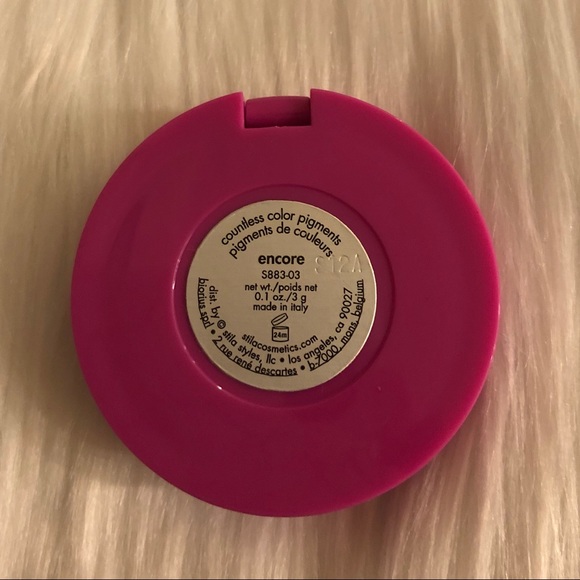 countless color pigments
pigments de couleurs
encore
S883-03
net wt./poids net
0.1 oz./3 g
made in italy
24m
stilacosmetics.com
dist. by © stila styles, llc • los angeles, ca 90027
biorius sprl • 2 rue rené descartes • b-7000 mons, belgium